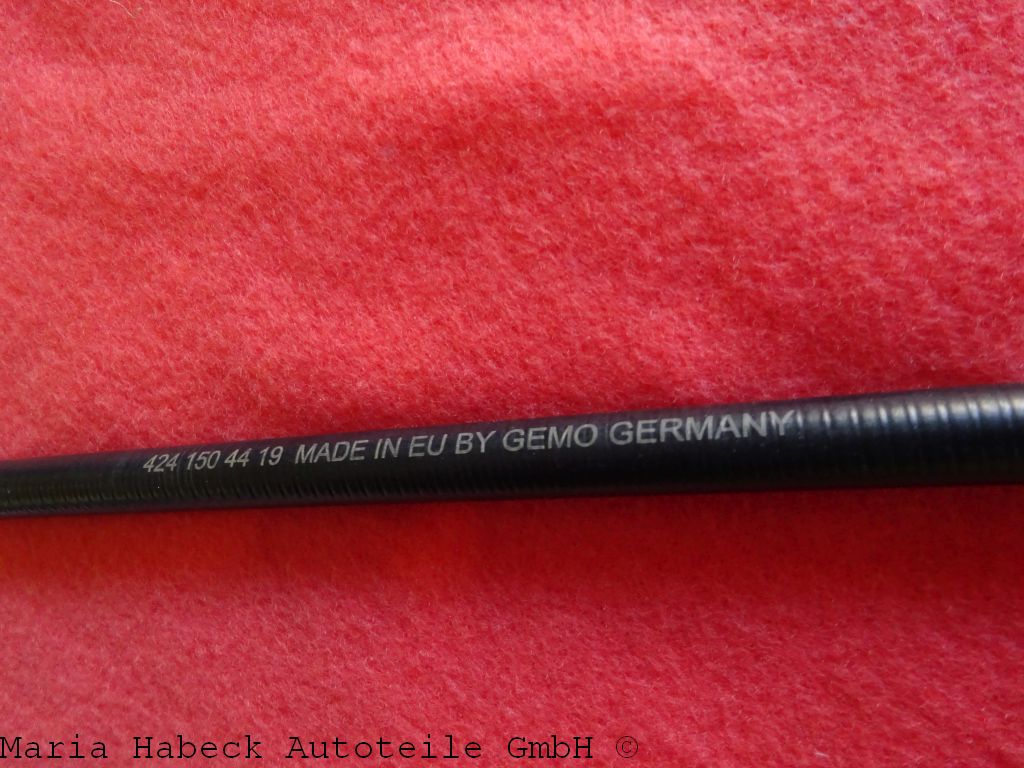 424 150 44 19 MADE IN EU BY GEMO GERMANY
Maria Habeck Autoteile GmbH ©